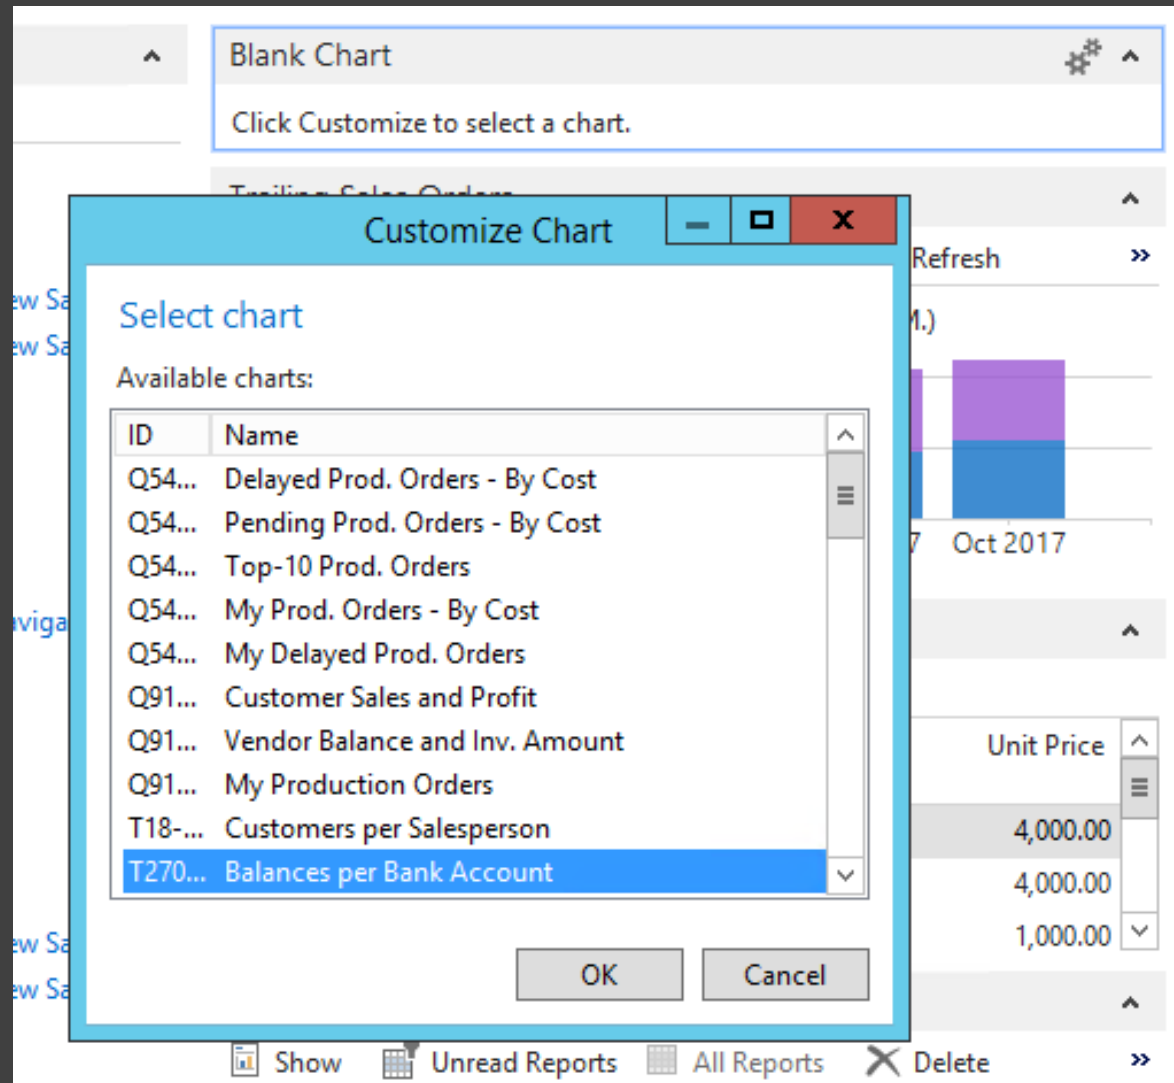 Blank Chart
Click Customize to select a chart.
Trailing Sales Orders
Customize Chart
Refresh
Select chart
Available charts:
ID Name
Q54... Delayed Prod. Orders - By Cost
Q54... Pending Prod. Orders - By Cost
Q54... Top-10 Prod. Orders
Q54... My Prod. Orders - By Cost
Q54... My Delayed Prod. Orders
Q91... Customer Sales and Profit
Q91... Vendor Balance and Inv. Amount
Q91... My Production Orders
T18-... Customers per Salesperson
T270... Balances per Bank Account
OK Cancel
Oct 2017
Unit Price
4,000.00
4,000.00
1,000.00
Show Unread Reports All Reports Delete